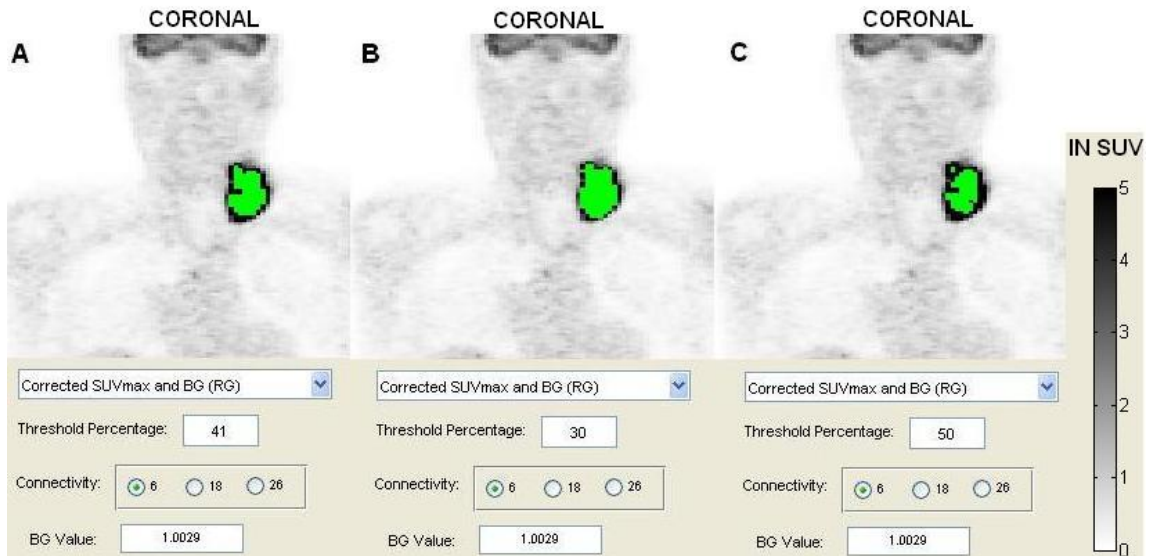 CORONAL CORONAL CORONAL
A B C
IN SUV
5
4
3
2
1
0
Corrected SUVmax and BG (RG) Corrected SUVmax and BG (RG) Corrected SUVmax and BG (RG)
Threshold Percentage: 41 Threshold Percentage: 30 Threshold Percentage: 50
Connectivity: 6 18 26 Connectivity: 6 18 26 Connectivity: 6 18 26
BG Value: 1.0029 BG Value: 1.0029 BG Value: 1.0029